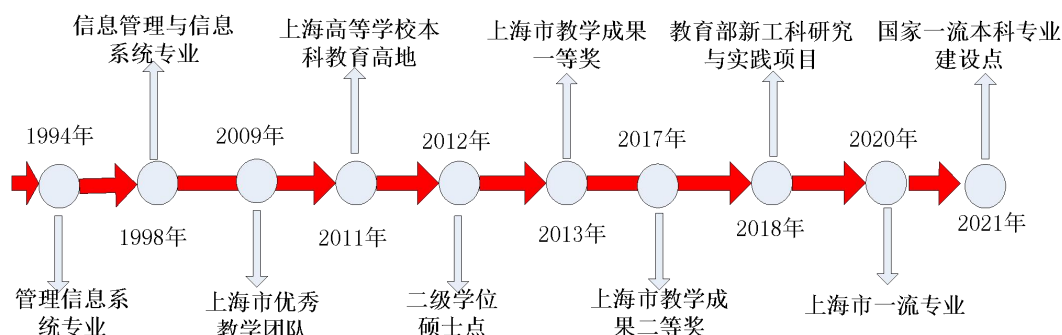 信息管理与信息
系统专业
上海高等学校本
科教育高地
上海市教学成果
一等奖
教育部新工科研究
与实践项目
国家一流本科专业
建设点
1994年
2009年
2012年
2017年
2020年
1998年
2011年
2013年
2018年
2021年
管理信息系
统专业
上海市优秀
教学团队
二级学位
硕士点
上海市教学成
果二等奖
上海市一流专业